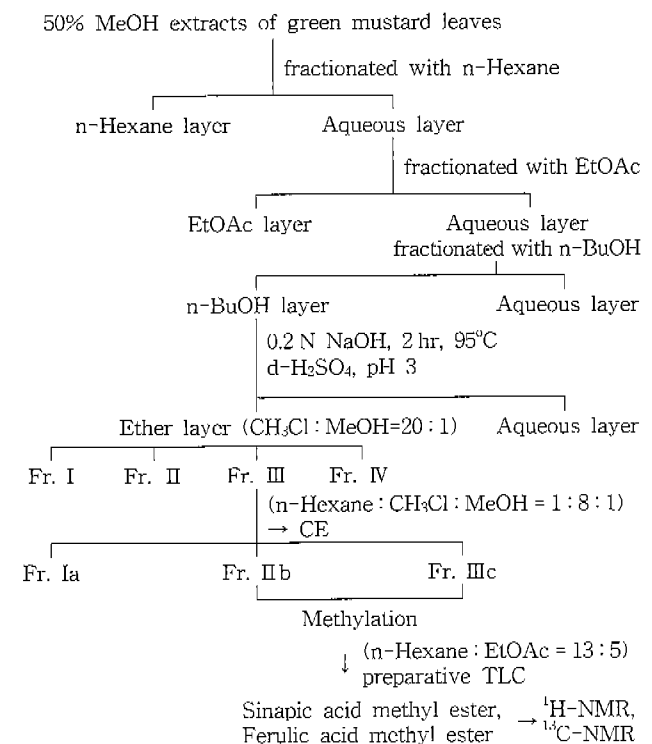 50% MeOH extracts of green mustard leaves
fractionated with n-Hexane
n-Hexane layer Aqueous layer
fractionated with EtOAc
EtOAc layer Aqueous layer
fractionated with n-BuOH
n-BuOH layer Aqueous layer
0.2 N NaOH, 2 hr, 95°C
d-H₂SO₄, pH 3
Ether layer (CH₃Cl : MeOH=20 : 1) Aqueous layer
Fr. Ⅰ Fr. Ⅱ Fr. Ⅲ Fr. Ⅳ
(n-Hexane : CH₃Cl : MeOH = 1 : 8 : 1)
→ CE
Fr. Ⅰa Fr. Ⅱb Fr. Ⅲc
Methylation
↓ (n-Hexane : EtOAc = 13 : 5)
preparative TLC
Sinapic acid methyl ester, → ¹H-NMR,
Ferulic acid methyl ester ¹³C-NMR